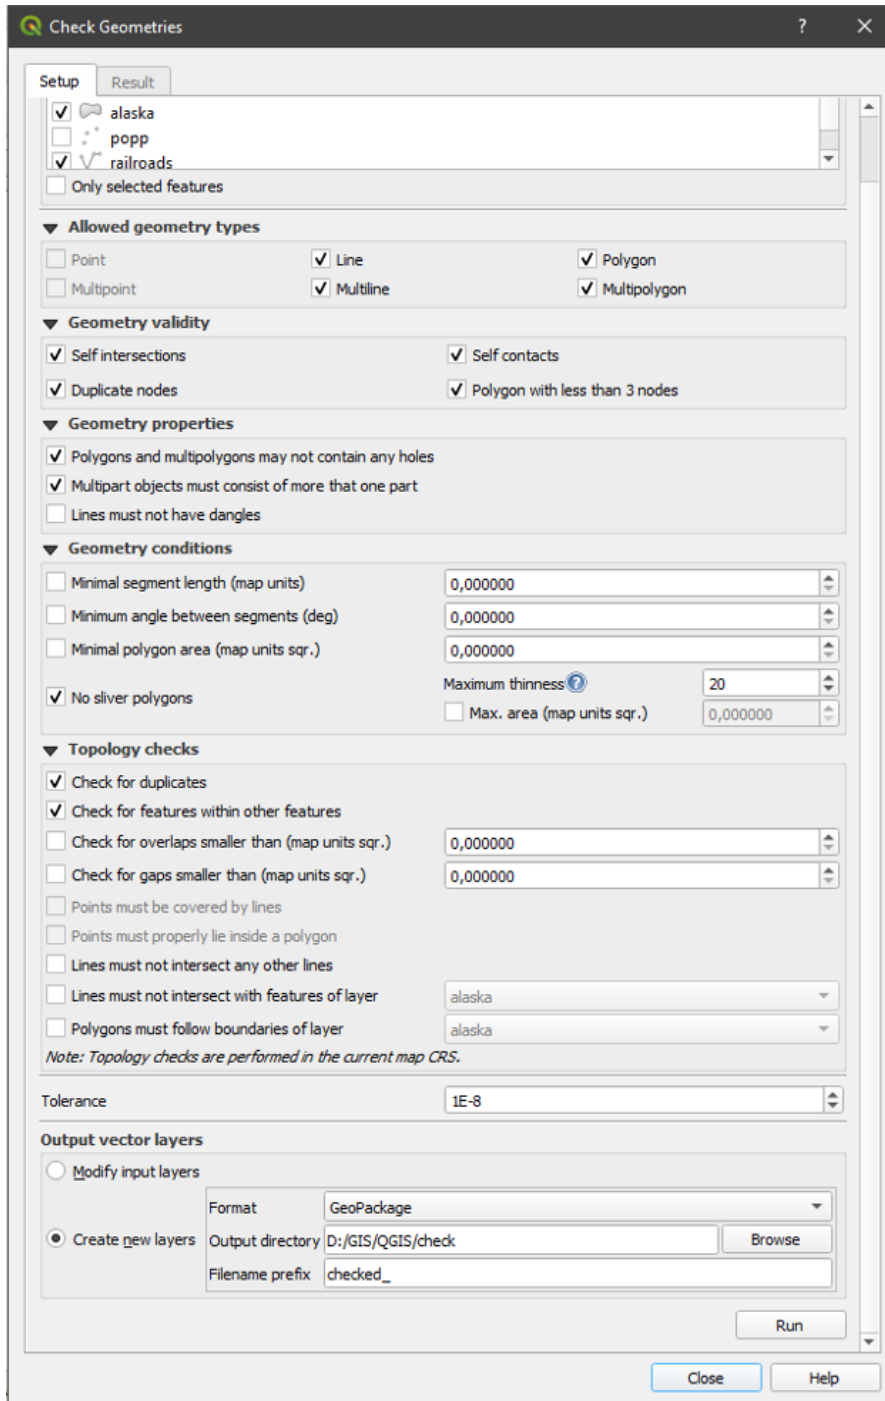 Check Geometries ?
Setup Result
alaska
popp
railroads
Only selected features
Allowed geometry types
Point Line Polygon
Multipoint Multiline Multipolygon
Geometry validity
Self intersections Self contacts
Duplicate nodes Polygon with less than 3 nodes
Geometry properties
Polygons and multipolygons may not contain any holes
Multipart objects must consist of more that one part
Lines must not have dangles
Geometry conditions
Minimal segment length (map units) 0,000000
Minimum angle between segments (deg) 0,000000
Minimal polygon area (map units sqr.) 0,000000
No sliver polygons Maximum thinness ? 20
Max. area (map units sqr.) 0,000000
Topology checks
Check for duplicates
Check for features within other features
Check for overlaps smaller than (map units sqr.) 0,000000
Check for gaps smaller than (map units sqr.) 0,000000
Points must be covered by lines
Points must properly lie inside a polygon
Lines must not intersect any other lines
Lines must not intersect with features of layer alaska
Polygons must follow boundaries of layer alaska
Note: Topology checks are performed in the current map CRS.
Tolerance 1E-8
Output vector layers
Modify input layers
Format GeoPackage
Create new layers Output directory D:/GIS/QGIS/check Browse
Filename prefix checked_
Run
Close Help